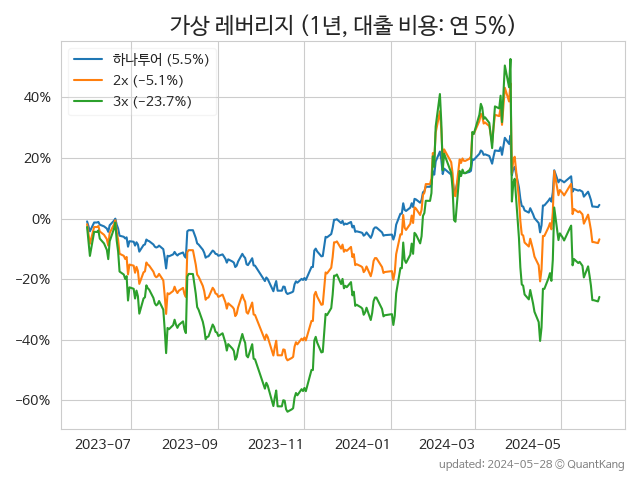 가상 레버리지 (1년, 대출 비용: 연 5%)
하나투어 (5.5%)
2x (−5.1%)
3x (−23.7%)
40%
20%
0%
−20%
−40%
−60%
2023-07 2023-09 2023-11 2024-01 2024-03 2024-05
updated: 2024-05-28 © QuantKang